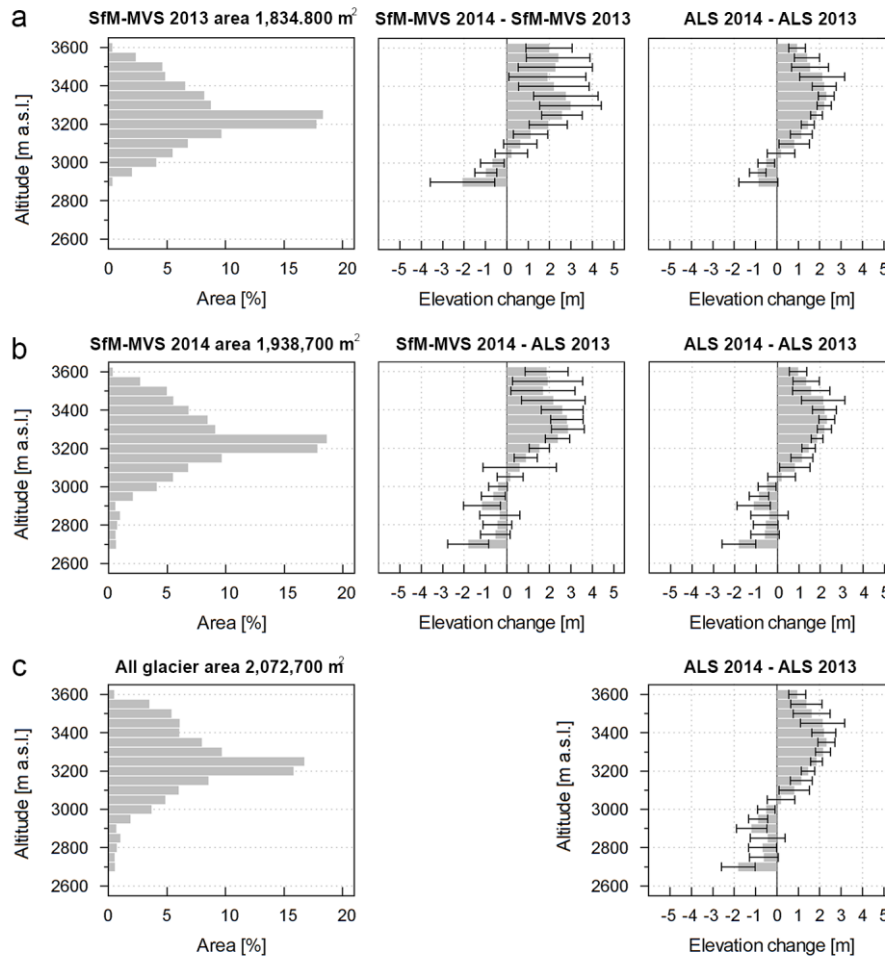 a
SfM-MVS 2013 area 1,834.800 m²
SfM-MVS 2014 - SfM-MVS 2013
ALS 2014 - ALS 2013
Altitude [m a.s.l.]
3600
3400
3200
3000
2800
2600
0 5 10 15 20
Area [%]
-5 -4 -3 -2 -1 0 1 2 3 4 5
Elevation change [m]
-5 -4 -3 -2 -1 0 1 2 3 4 5
Elevation change [m]
b
SfM-MVS 2014 area 1,938,700 m²
SfM-MVS 2014 - ALS 2013
ALS 2014 - ALS 2013
Altitude [m a.s.l.]
3600
3400
3200
3000
2800
2600
0 5 10 15 20
Area [%]
-5 -4 -3 -2 -1 0 1 2 3 4 5
Elevation change [m]
-5 -4 -3 -2 -1 0 1 2 3 4 5
Elevation change [m]
c
All glacier area 2,072,700 m²
ALS 2014 - ALS 2013
Altitude [m a.s.l.]
3600
3400
3200
3000
2800
2600
0 5 10 15 20
Area [%]
Altitude [m a.s.l.]
3600
3400
3200
3000
2800
2600
-5 -4 -3 -2 -1 0 1 2 3 4 5
Elevation change [m]